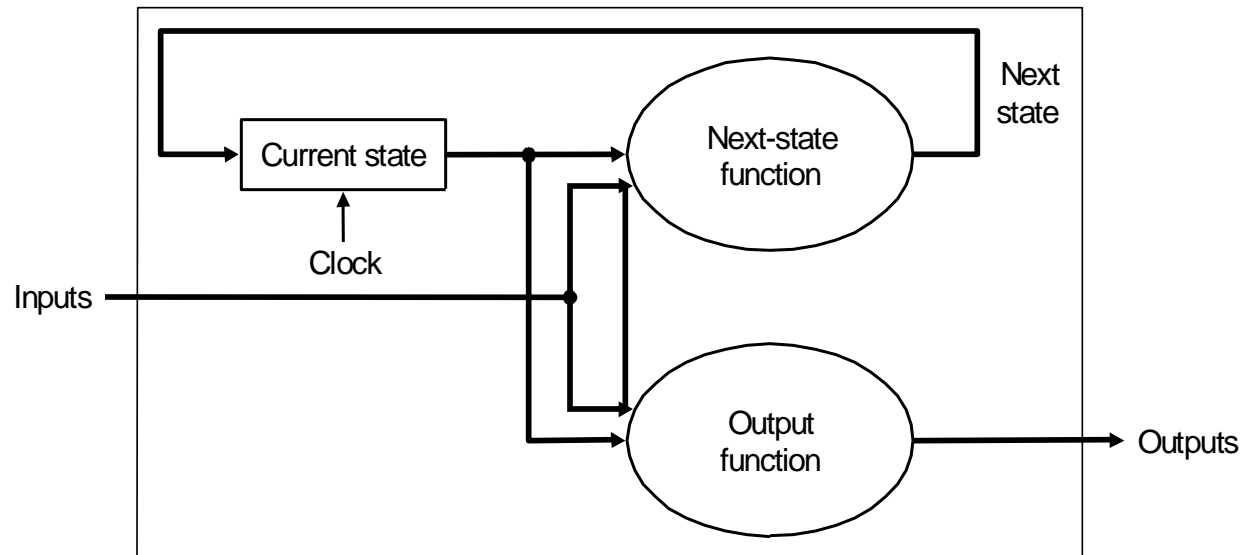 Next
state
Current state
Next-state
function
Clock
Inputs
Output
function
Outputs